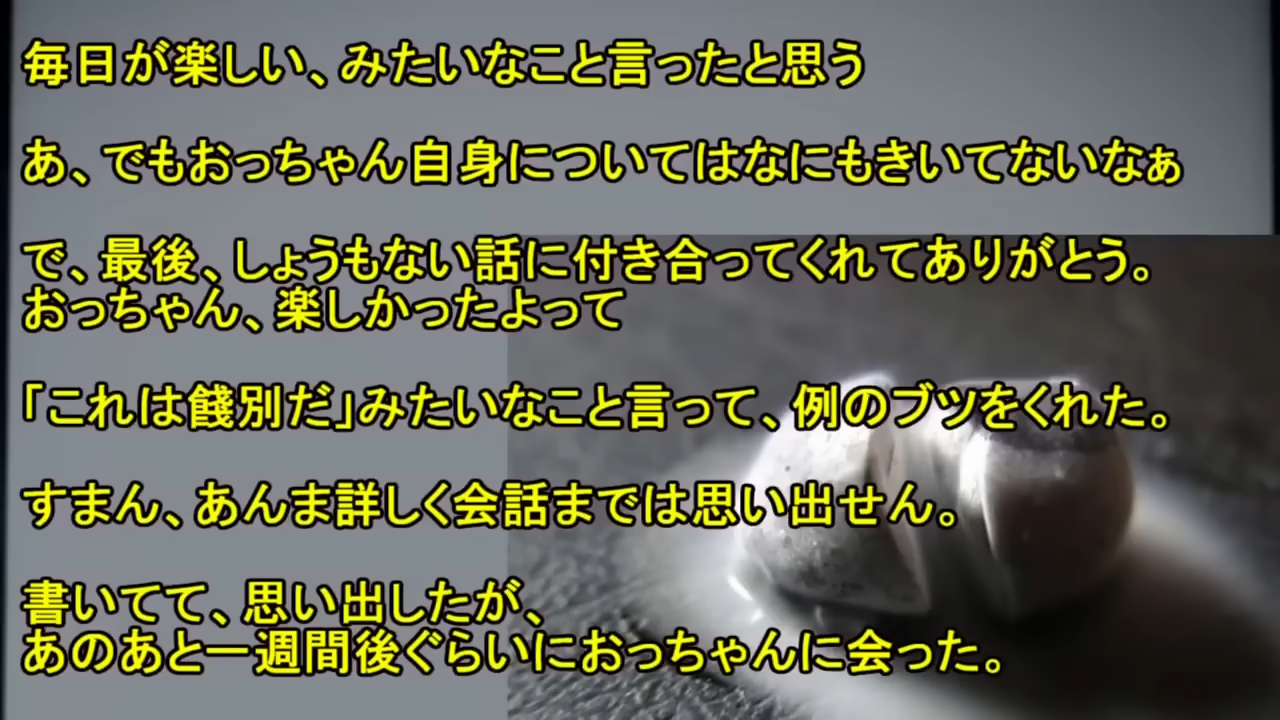 毎日が楽しい、みたいなこと言ったと思う
あ、でもおっちゃん自身についてはなにもきいてないなぁ
で、最後、しょうもない話に付き合ってくれてありがとう。
おっちゃん、楽しかったよって
「これは餞別だ」みたいなこと言って、例のブツをくれた。
すまん、あんま詳しく会話までは思い出せん。
書いてて、思い出したが、
あのあと一週間後ぐらいにおっちゃんに会った。